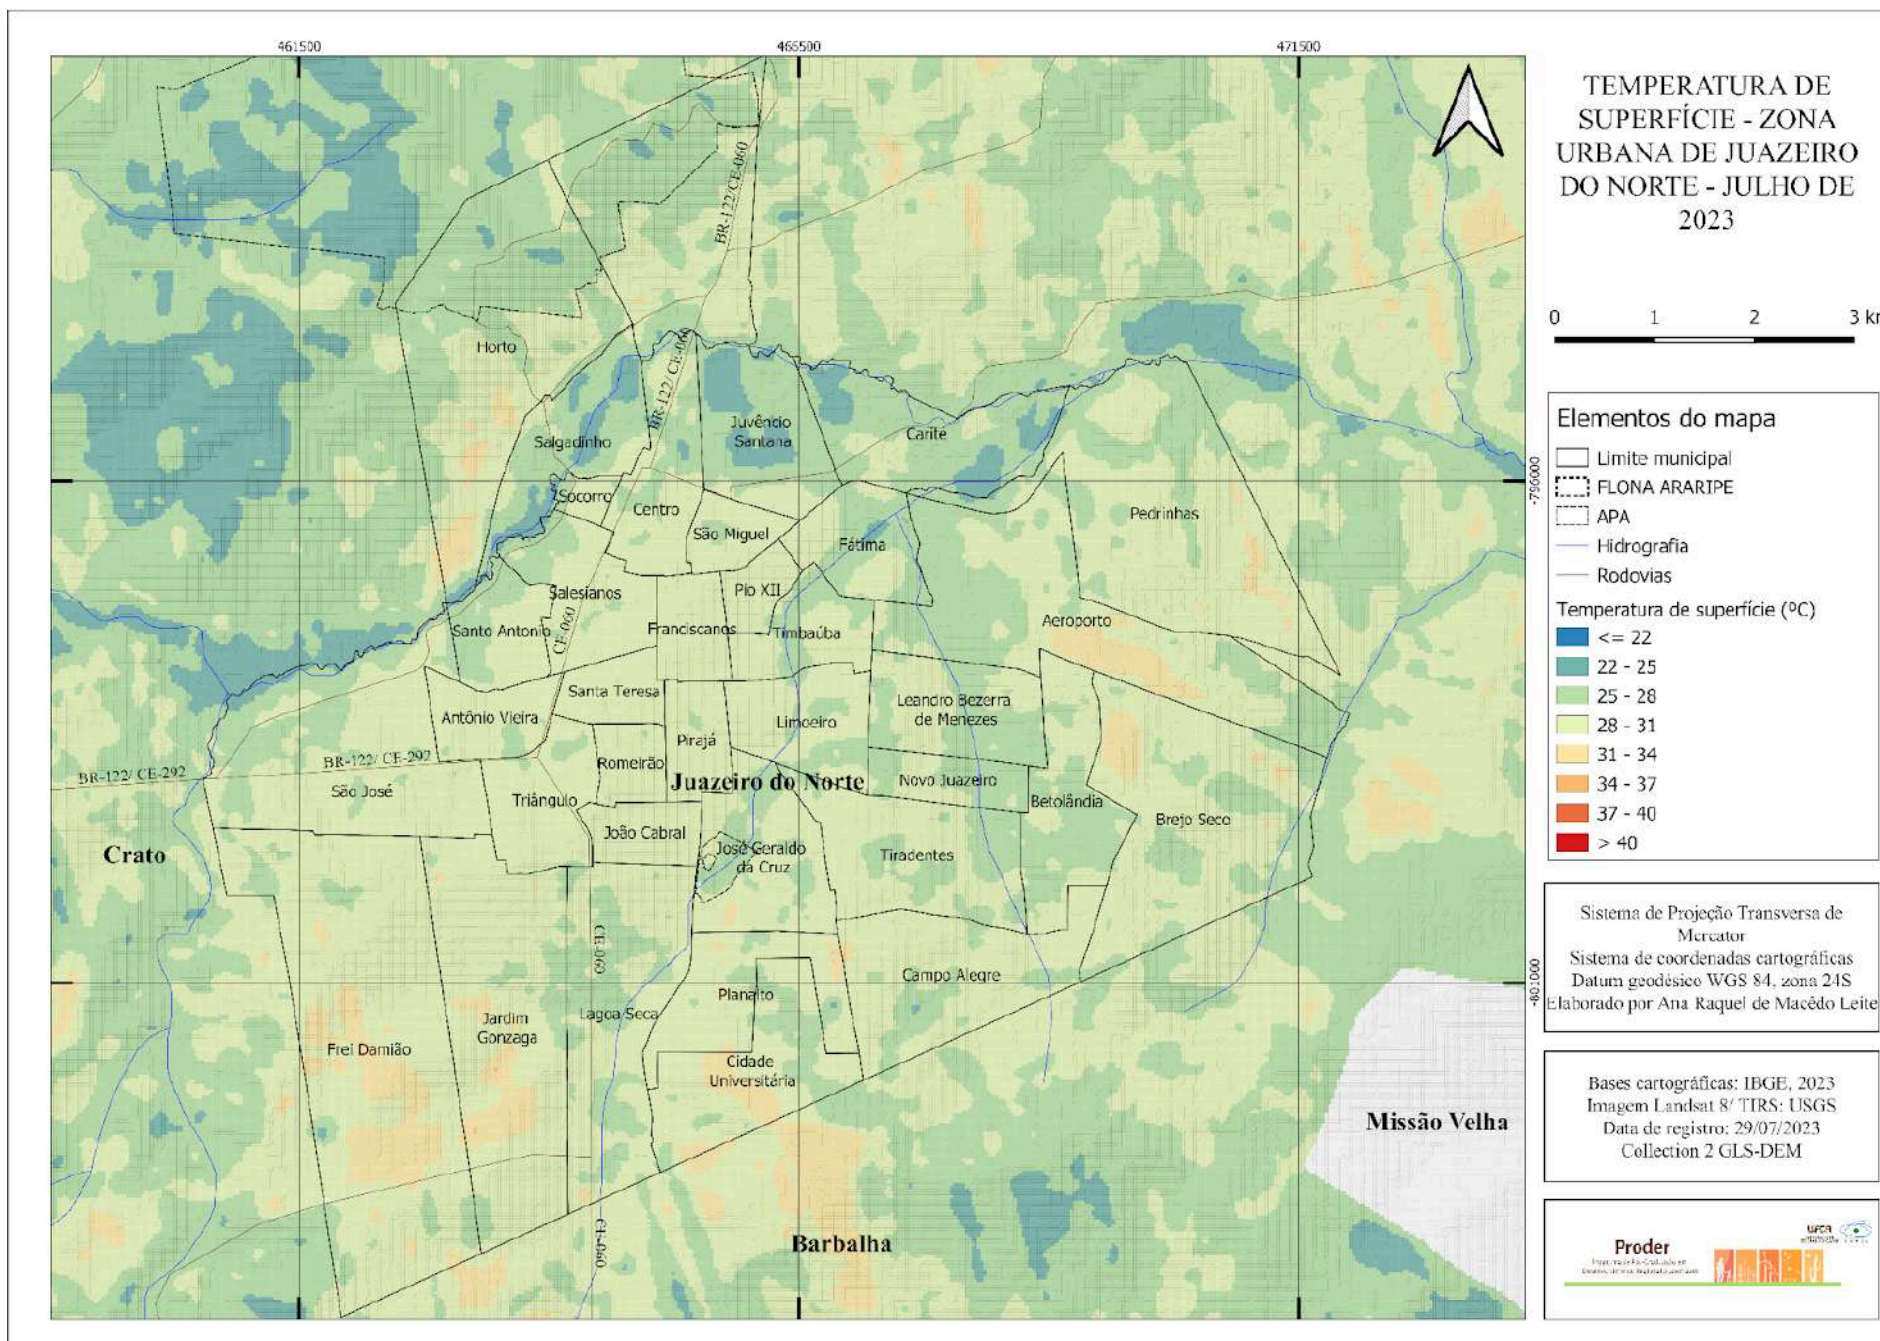 461500
466500
471500
-796000
-801000
BR-122/CE-060
BR-122/ CE-060
Horto
Salgadinho
Juvêncio
Santana
Carité
Socorro
Centro
São Miguel
Fátima
Pedrinhas
Salesianos
Pio XII
CE-060
Santo Antonio
Franciscanos
Timbaúba
Aeroporto
Santa Teresa
Antônio Vieira
Limoeiro
Leandro Bezerra
de Menezes
Pirajá
BR-122/ CE-292
BR-122/ CE-292
Romeirão
Juazeiro do Norte
Novo Juazeiro
São José
Triângulo
Betolândia
Brejo Seco
João Cabral
Crato
José Geraldo
da Cruz
Tiradentes
CE-060
Campo Alegre
Planalto
Lagoa Seca
Jardim
Gonzaga
Frei Damião
Cidade
Universitária
Missão Velha
CE-060
Barbalha
TEMPERATURA DE
SUPERFÍCIE - ZONA
URBANA DE JUAZEIRO
DO NORTE - JULHO DE
2023
0 1 2 3 km
Elementos do mapa
Limite municipal
FLONA ARARIPE
APA
Hidrografia
Rodovias
Temperatura de superfície (ºC)
<= 22
22 - 25
25 - 28
28 - 31
31 - 34
34 - 37
37 - 40
> 40
Sistema de Projeção Transversa de
Mercator
Sistema de coordenadas cartográficas
Datum geodésico WGS 84, zona 24S
Elaborado por Ana Raquel de Macêdo Leite
Bases cartográficas: IBGE, 2023
Imagem Landsat 8/ TIRS: USGS
Data de registro: 29/07/2023
Collection 2 GLS-DEM
Proder
UFCA